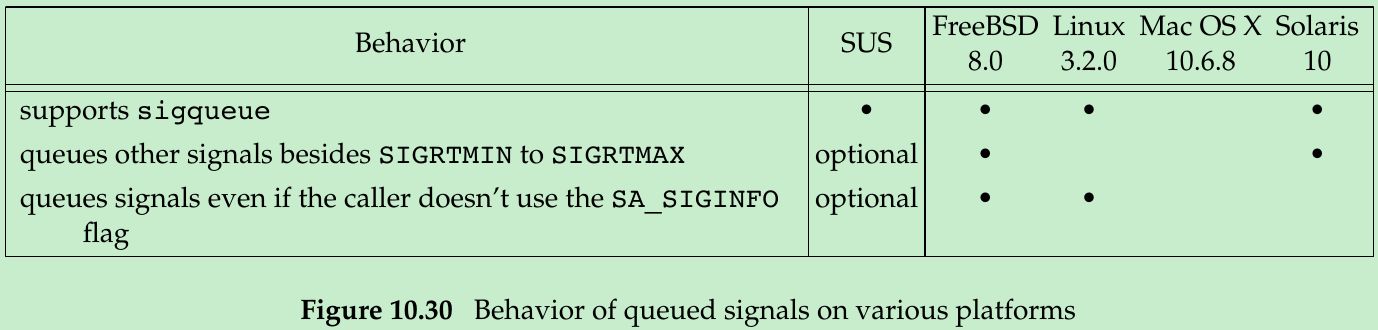 Behavior SUS FreeBSD Linux Mac OS X Solaris
8.0 3.2.0 10.6.8 10
supports sigqueue • • • •
queues other signals besides SIGRTMIN to SIGRTMAX optional • •
queues signals even if the caller doesn’t use the SA_SIGINFO optional • •
flag
Figure 10.30 Behavior of queued signals on various platforms